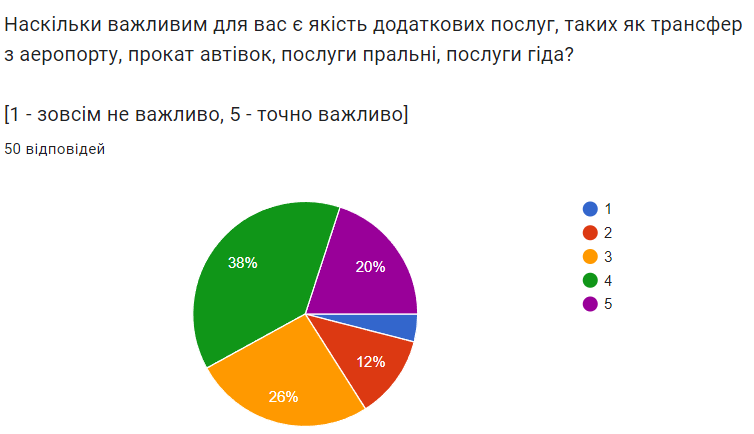 Наскільки важливим для вас є якість додаткових послуг, таких як трансфер
з аеропорту, прокат автівок, послуги пральні, послуги гіда?
[1 - зовсім не важливо, 5 - точно важливо]
50 відповідей
38%
20%
12%
26%
1
2
3
4
5